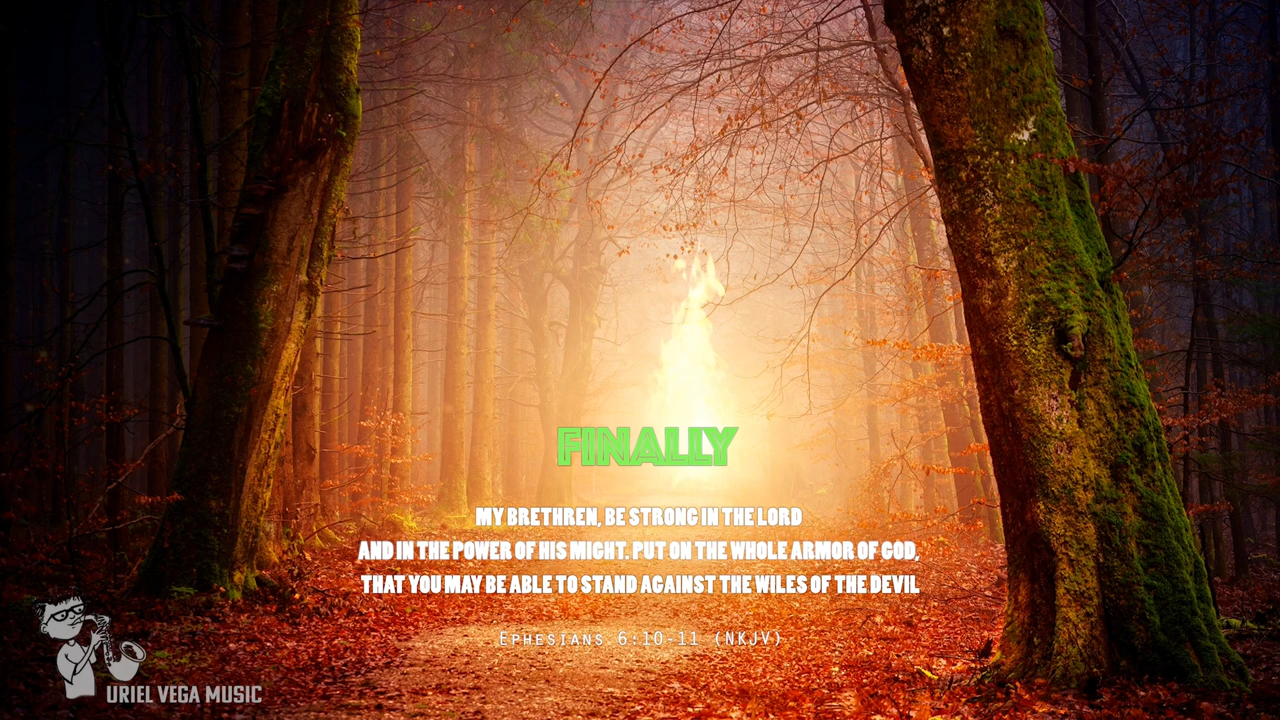 FINALLY
MY BRETHREN, BE STRONG IN THE LORD
AND IN THE POWER OF HIS MIGHT. PUT ON THE WHOLE ARMOR OF GOD,
THAT YOU MAY BE ABLE TO STAND AGAINST THE WILES OF THE DEVIL
Ephesians 6:10-11 (NKJV)
URIEL VEGA MUSIC